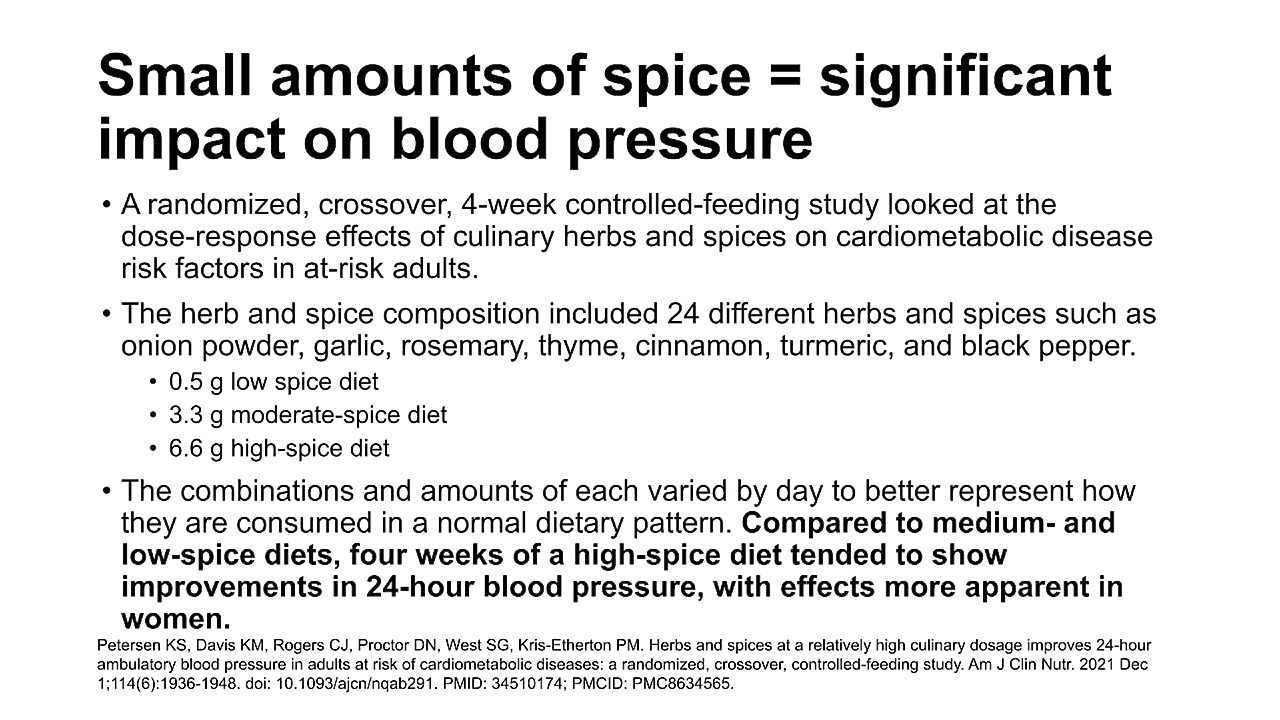 Small amounts of spice = significant
impact on blood pressure
• A randomized, crossover, 4-week controlled-feeding study looked at the
dose-response effects of culinary herbs and spices on cardiometabolic disease
risk factors in at-risk adults.
• The herb and spice composition included 24 different herbs and spices such as
onion powder, garlic, rosemary, thyme, cinnamon, turmeric, and black pepper.
• 0.5 g low spice diet
• 3.3 g moderate-spice diet
• 6.6 g high-spice diet
• The combinations and amounts of each varied by day to better represent how
they are consumed in a normal dietary pattern. Compared to medium- and
low-spice diets, four weeks of a high-spice diet tended to show
improvements in 24-hour blood pressure, with effects more apparent in
women.
Petersen KS, Davis KM, Rogers CJ, Proctor DN, West SG, Kris-Etherton PM. Herbs and spices at a relatively high culinary dosage improves 24-hour
ambulatory blood pressure in adults at risk of cardiometabolic diseases: a randomized, crossover, controlled-feeding study. Am J Clin Nutr. 2021 Dec
1;114(6):1936-1948. doi: 10.1093/ajcn/nqab291. PMID: 34510174; PMCID: PMC8634565.